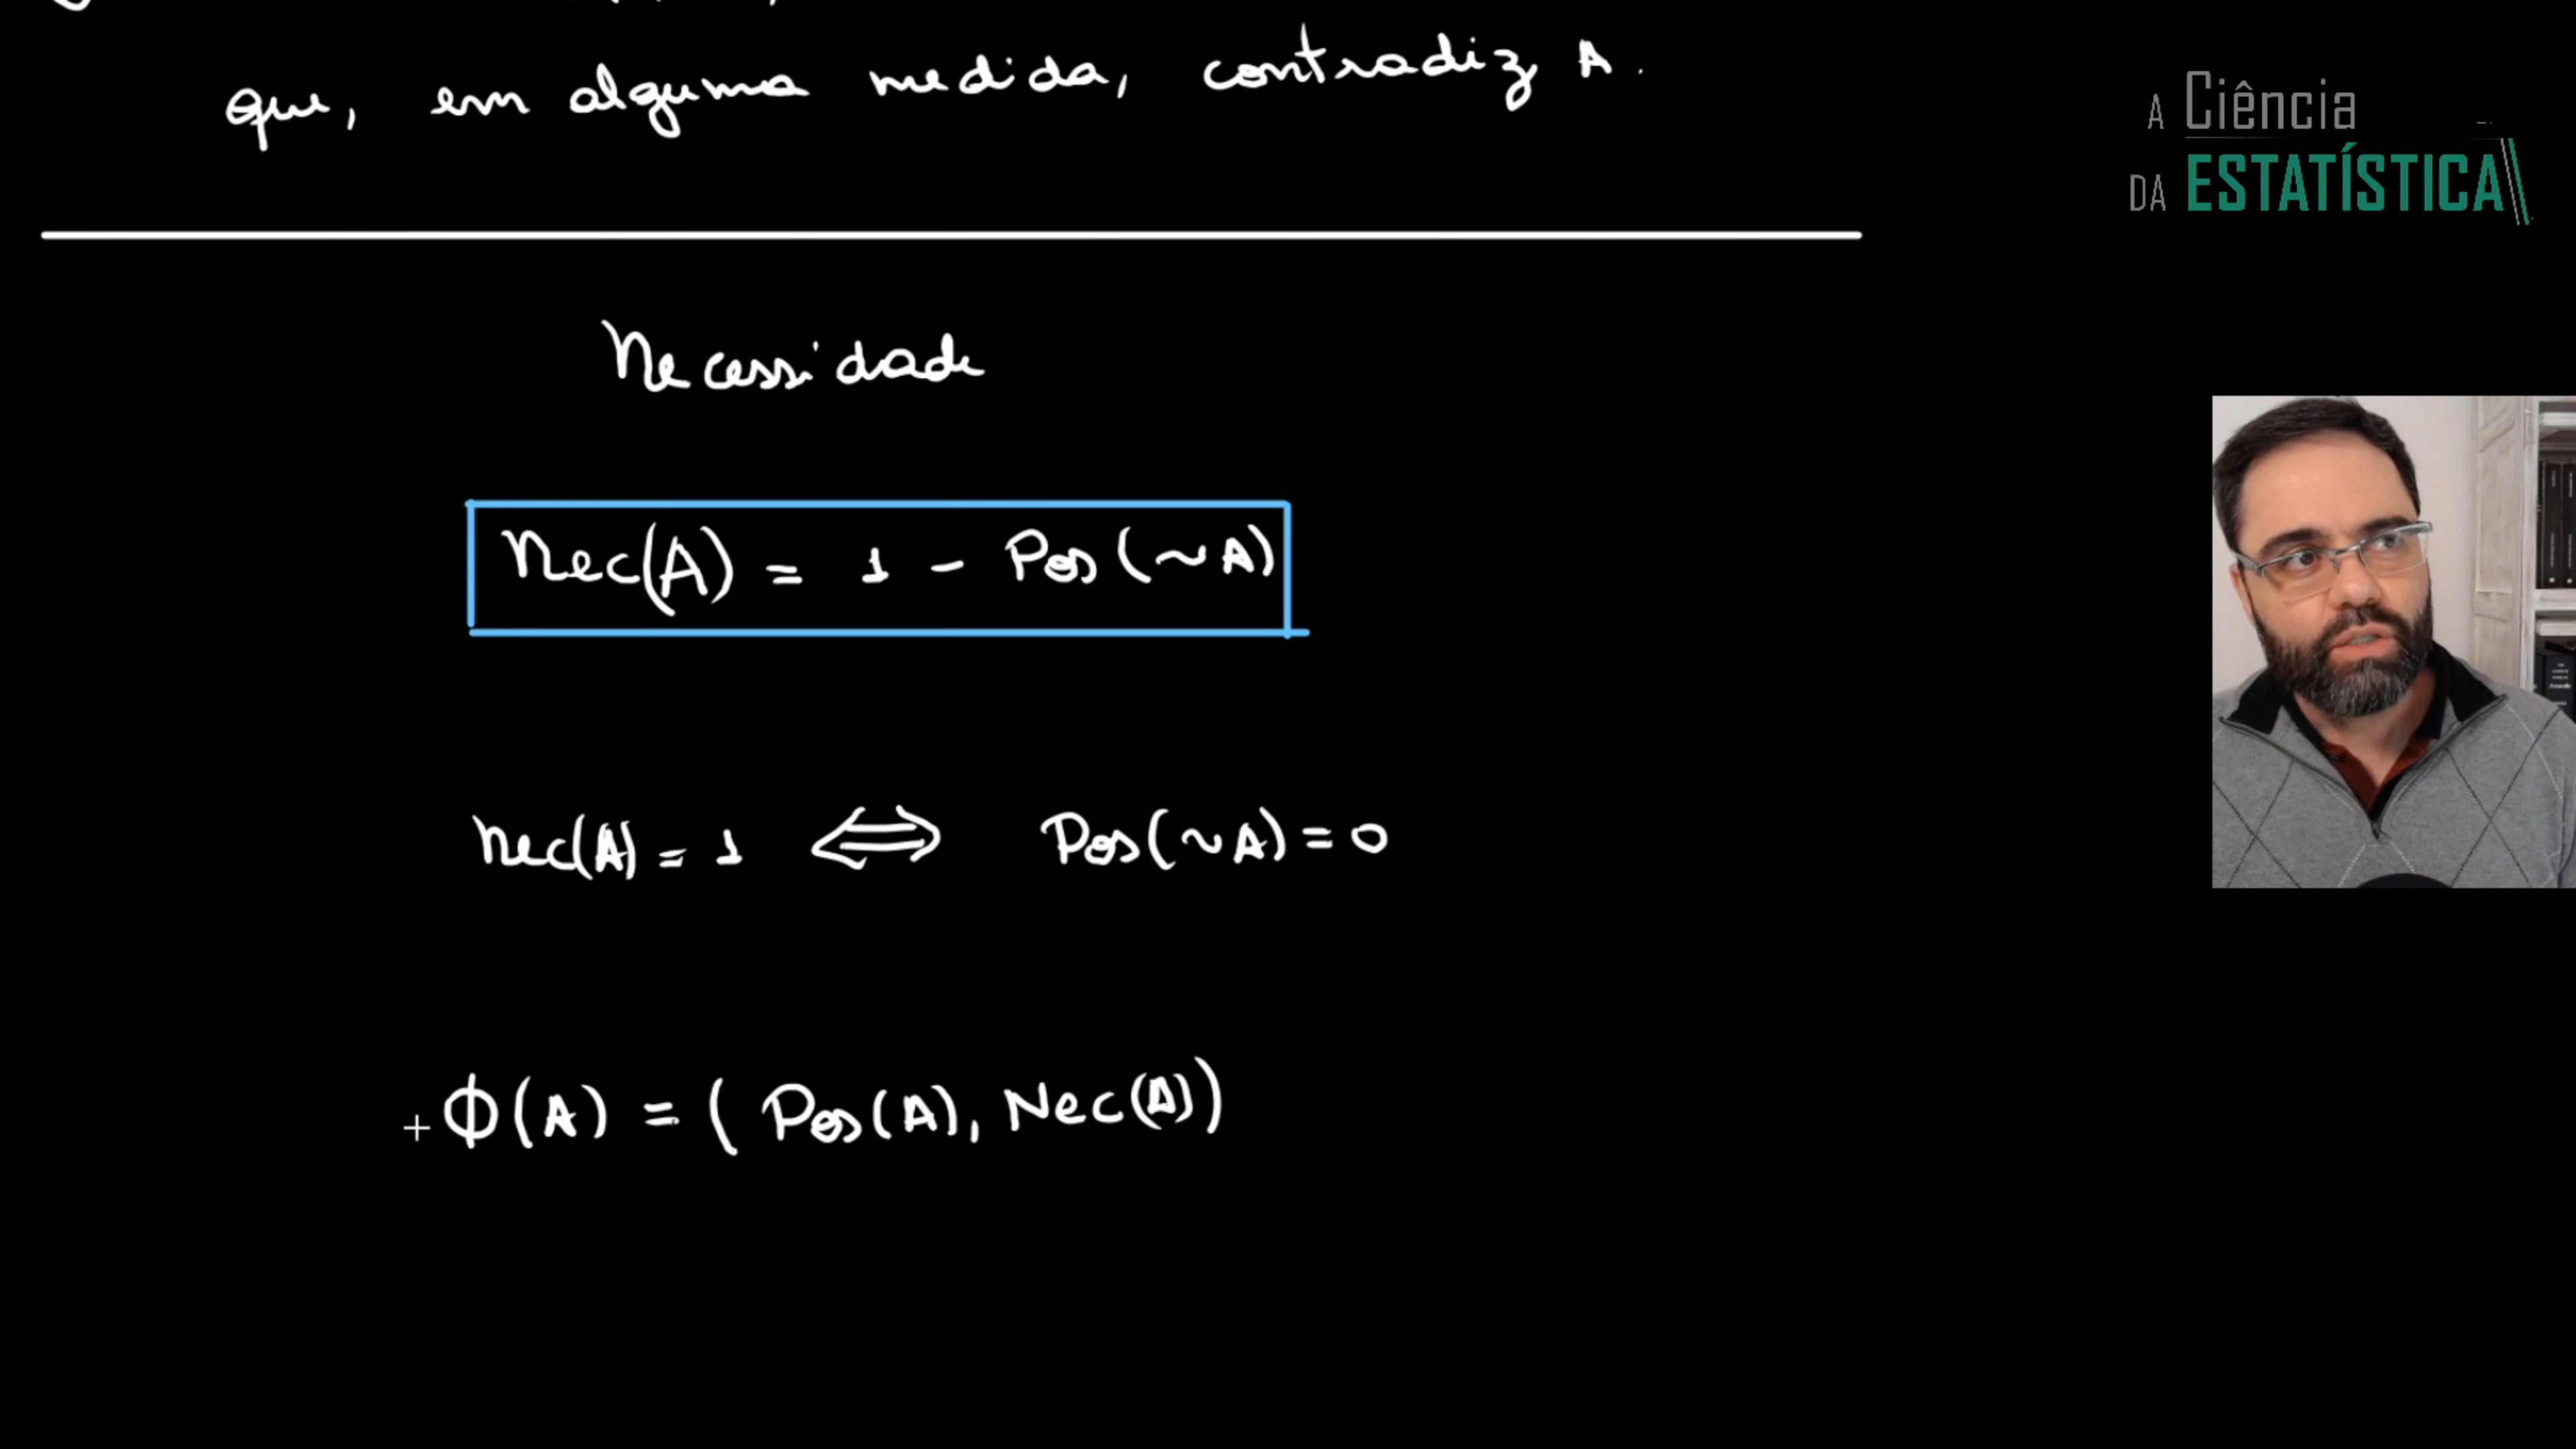 que, em alguma medida, contradiz A.
A Ciência
DA ESTATÍSTICA
Necessidade
Nec(A) = 1 - Pos(~A)
Nec(A) = 1 ⟺ Pos(~A) = 0
Φ(A) = (Pos(A), Nec(A))